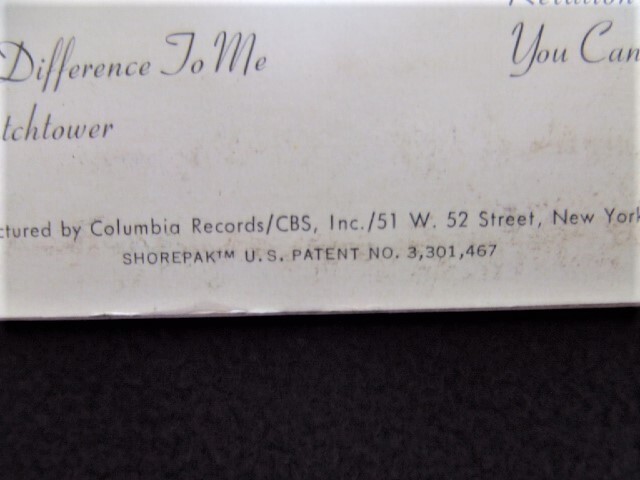 Difference To Me
You Can
tchtower
ctured by Columbia Records/CBS, Inc./51 W. 52 Street, New York
SHOREPAK™ U.S. PATENT NO. 3,301,467